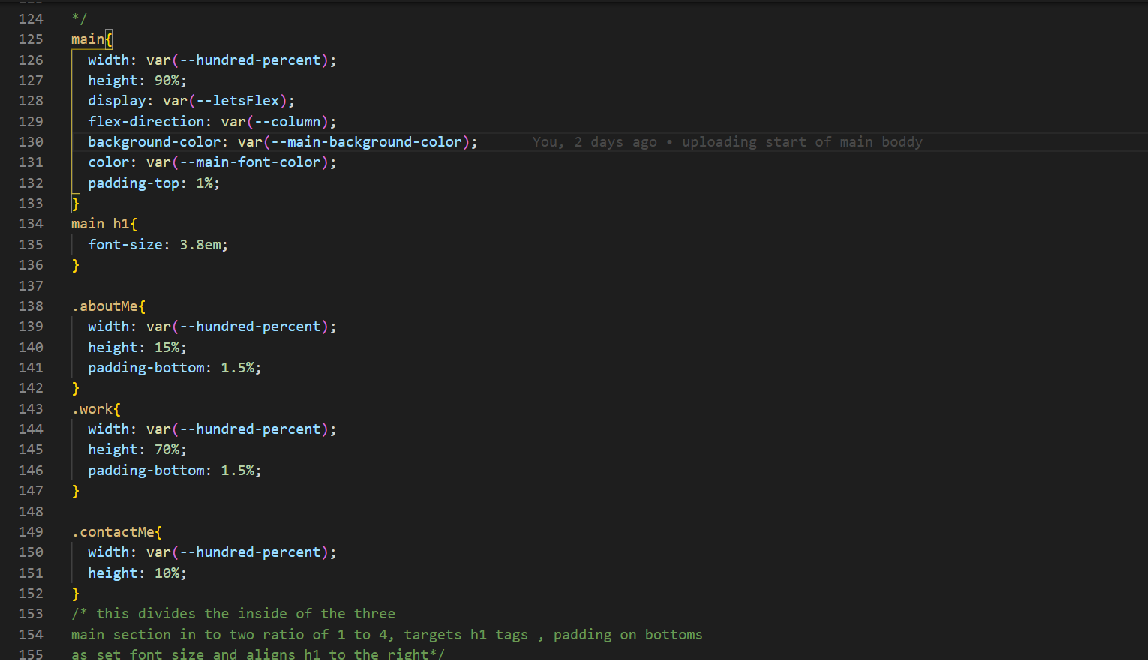 124 */
125 main{
126 width: var(--hundred-percent);
127 height: 90%;
128 display: var(--letsFlex);
129 flex-direction: var(--column);
130 background-color: var(--main-background-color); You, 2 days ago • uploading start of main boddy
131 color: var(--main-font-color);
132 padding-top: 1%;
133 }
134 main h1{
135 font-size: 3.8em;
136 }
137
138 .aboutMe{
139 width: var(--hundred-percent);
140 height: 15%;
141 padding-bottom: 1.5%;
142 }
143 .work{
144 width: var(--hundred-percent);
145 height: 70%;
146 padding-bottom: 1.5%;
147 }
148
149 .contactMe{
150 width: var(--hundred-percent);
151 height: 10%;
152 }
153 /* this divides the inside of the three
154 main section in to two ratio of 1 to 4, targets h1 tags , padding on bottoms
155 as set font size and aligns h1 to the right*/